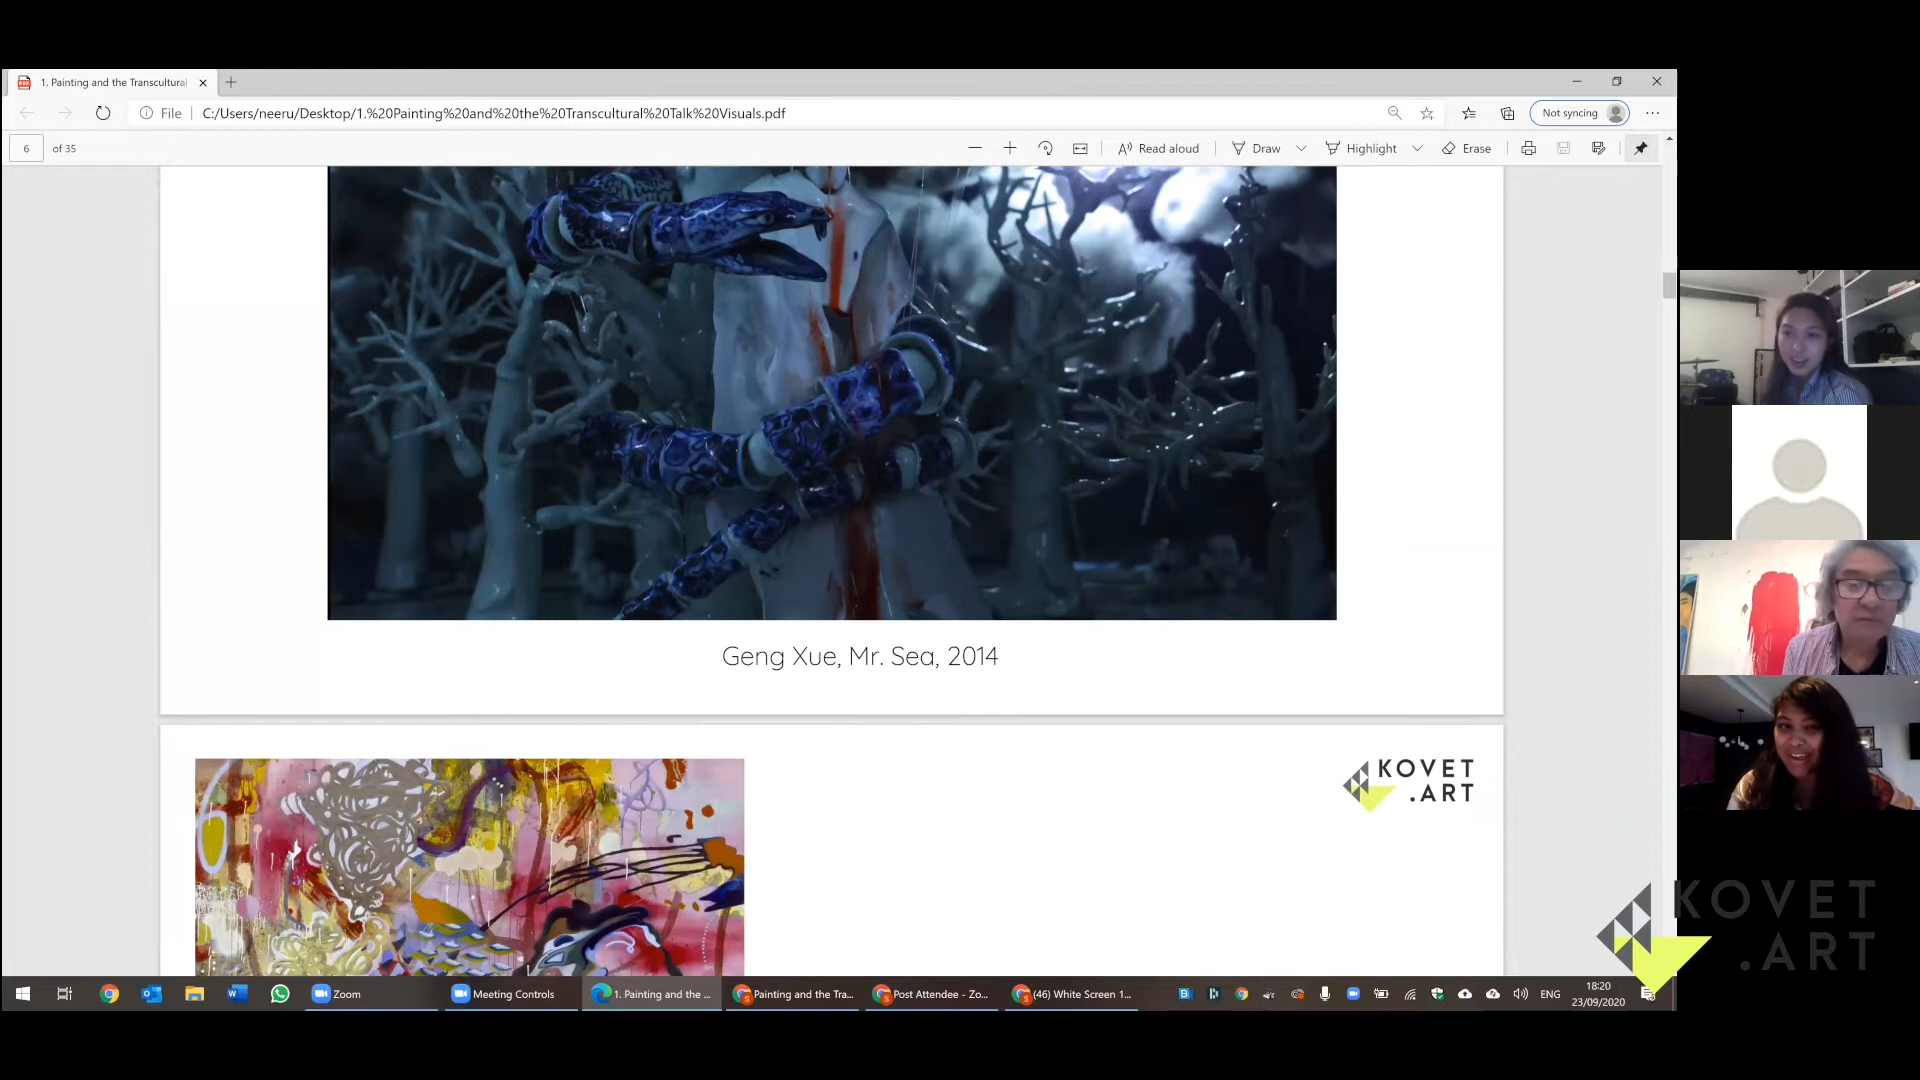 1. Painting and the Transcultural
File
C:/Users/neeru/Desktop/1.%20Painting%20and%20the%20Transcultural%20Talk%20Visuals.pdf
Not syncing
6 of 35
Read aloud
Draw
Highlight
Erase
Geng Xue, Mr. Sea, 2014
KOVET
.ART
KOVET
.ART
Zoom
Meeting Controls
1. Painting and the ...
Painting and the Tra...
Post Attendee - Zo...
(46) White Screen 1...
ENG
18:20
23/09/2020